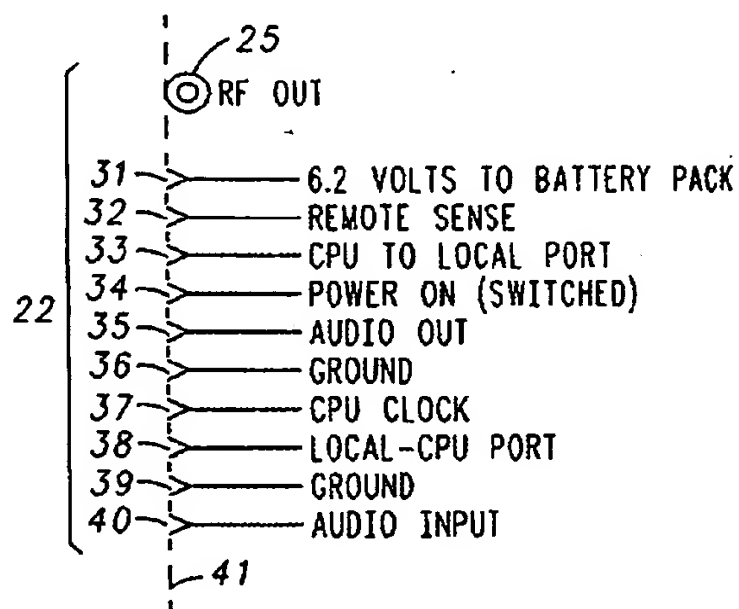 25
RF OUT
31 6.2 VOLTS TO BATTERY PACK
32 REMOTE SENSE
33 CPU TO LOCAL PORT
34 POWER ON (SWITCHED)
22
35 AUDIO OUT
36 GROUND
37 CPU CLOCK
38 LOCAL-CPU PORT
39 GROUND
40 AUDIO INPUT
41